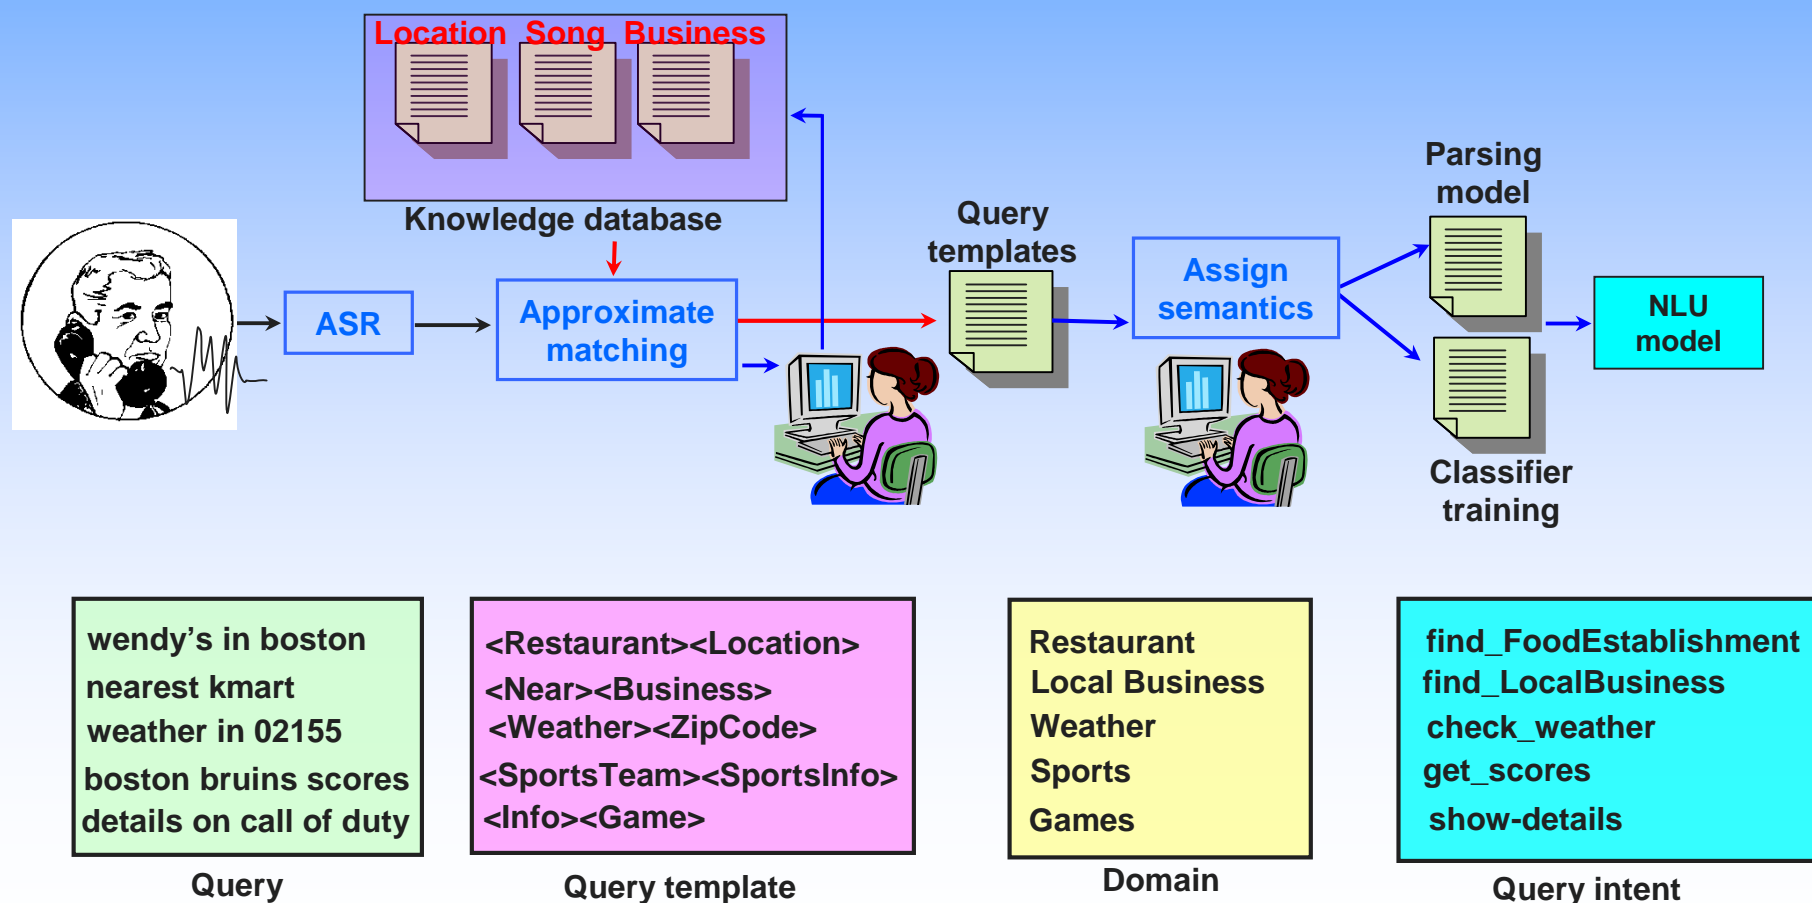 Location Song Business
Knowledge database
ASR
Approximate
matching
Query
templates
Assign
semantics
Parsing
model
Classifier
training
NLU
model
wendy's in boston
nearest kmart
weather in 02155
boston bruins scores
details on call of duty
Query
<Restaurant><Location>
<Near><Business>
<Weather><ZipCode>
<SportsTeam><SportsInfo>
<Info><Game>
Query template
Restaurant
Local Business
Weather
Sports
Games
Domain
find_FoodEstablishment
find_LocalBusiness
check_weather
get_scores
show-details
Query intent